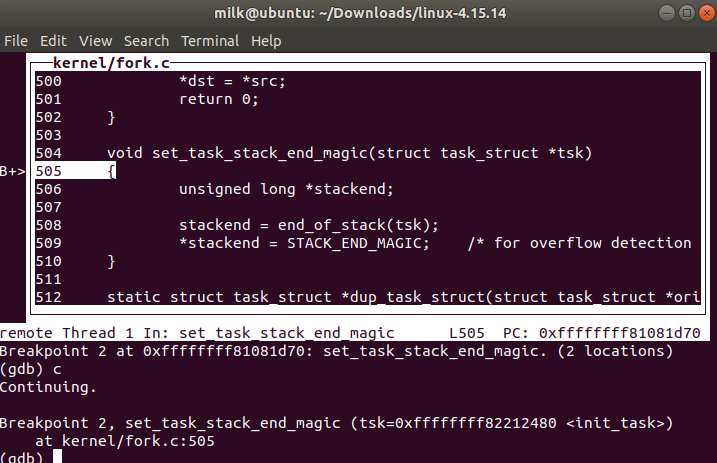 milk@ubuntu: ~/Downloads/linux-4.15.14
File Edit View Search Terminal Help
kernel/fork.c
500 *dst = *src;
501 return 0;
502 }
503
504 void set_task_stack_end_magic(struct task_struct *tsk)
B+> 505 {
506 unsigned long *stackend;
507
508 stackend = end_of_stack(tsk);
509 *stackend = STACK_END_MAGIC; /* for overflow detection
510 }
511
512 static struct task_struct *dup_task_struct(struct task_struct *ori
remote Thread 1 In: set_task_stack_end_magic L505 PC: 0xffffffff81081d70
Breakpoint 2 at 0xffffffff81081d70: set_task_stack_end_magic. (2 locations)
(gdb) c
Continuing.
Breakpoint 2, set_task_stack_end_magic (tsk=0xffffffff82212480 <init_task>)
at kernel/fork.c:505
(gdb)